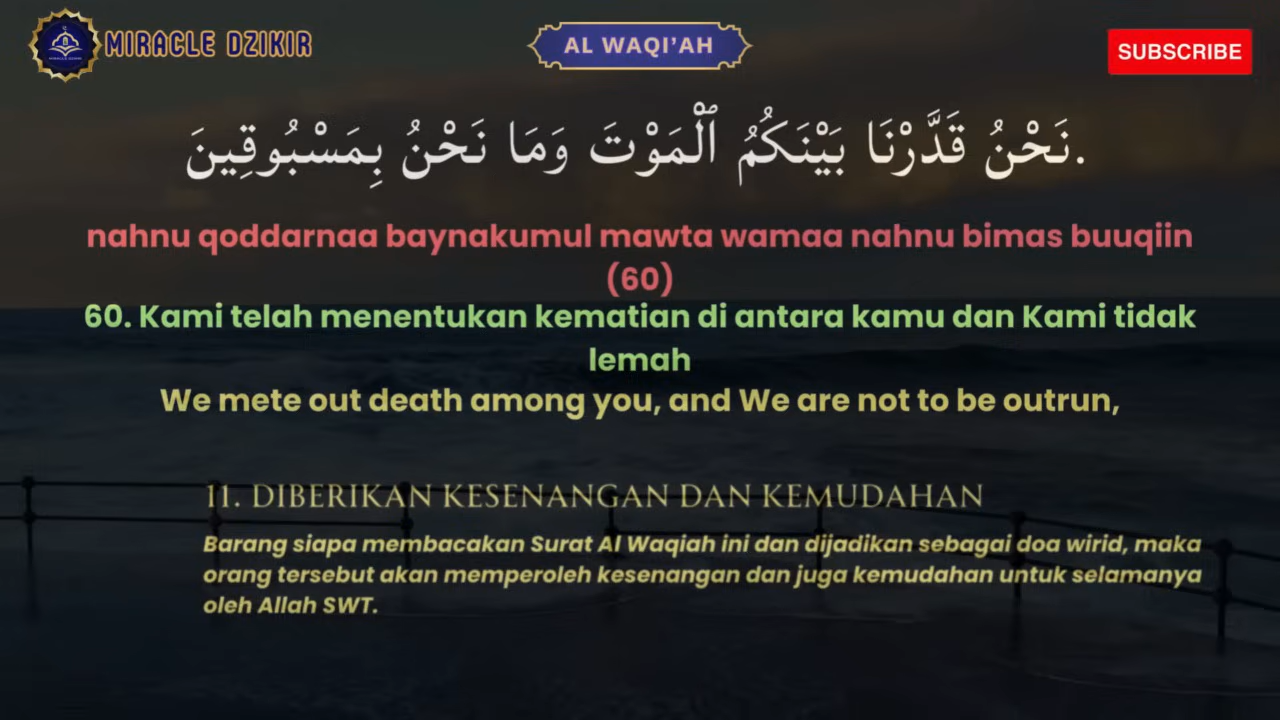 MIRACLE DZIKIR
AL WAQI'AH
SUBSCRIBE
نَحْنُ قَدَّرْنَا بَيْنَكُمُ ٱلْمَوْتَ وَمَا نَحْنُ بِمَسْبُوقِينَ.
nahnu qoddarnaa baynakumul mawta wamaa nahnu bimas buuqiin
(60)
60. Kami telah menentukan kematian di antara kamu dan Kami tidak
lemah
We mete out death among you, and We are not to be outrun,
11. DIBERIKAN KESENANGAN DAN KEMUDAHAN
Barang siapa membacakan Surat Al Waqiah ini dan dijadikan sebagai doa wirid, maka
orang tersebut akan memperoleh kesenangan dan juga kemudahan untuk selamanya
oleh Allah SWT.